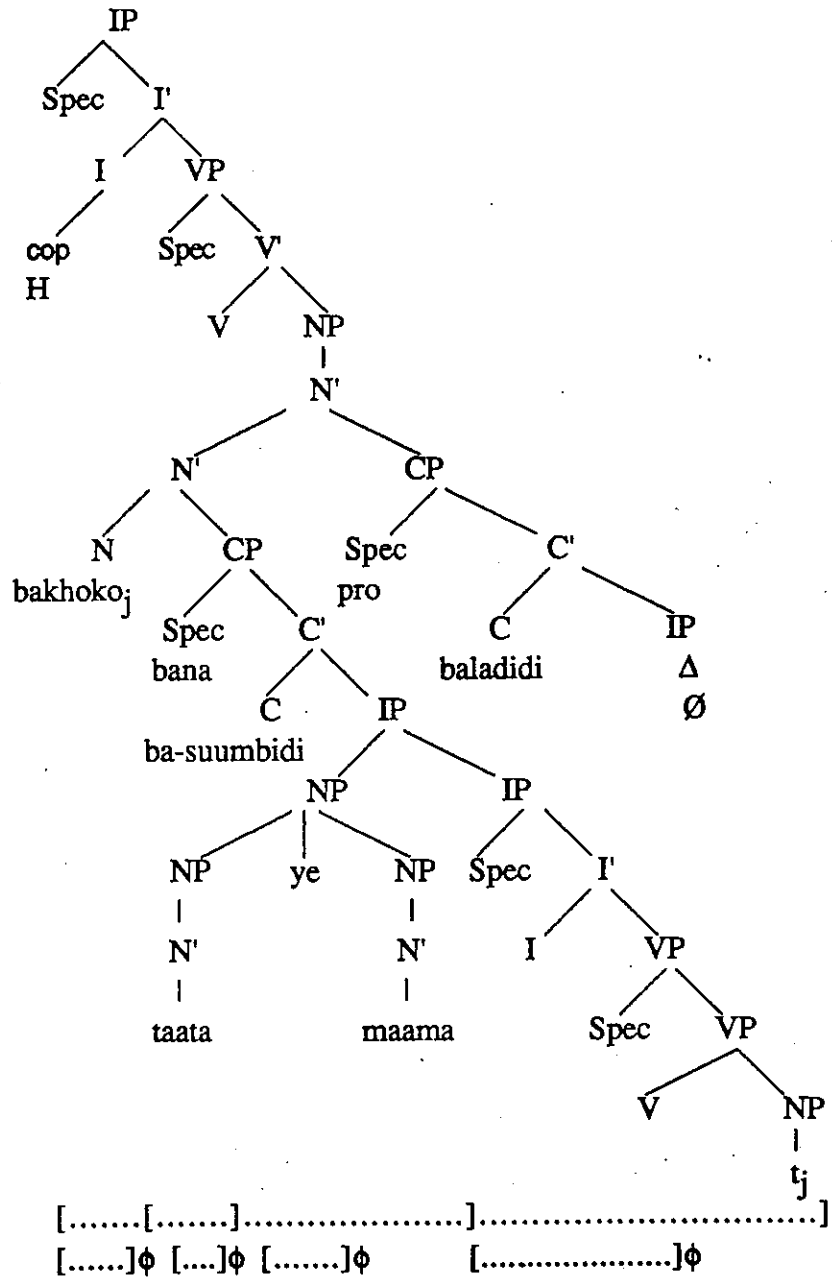 IP
Spec I'
I VP
cop Spec V'
H
V NP
N'
N' CP
N CP Spec C'
bakhokoj pro
Spec C' C IP
bana baladidi Δ
C IP Ø
ba-suumbidi
NP IP
NP ye NP Spec I'
N' N' I VP
taata maama Spec VP
V NP
tj
[.......[.......].....................]...............................]
[......]ϕ [....]ϕ [.......]ϕ [....................]ϕ